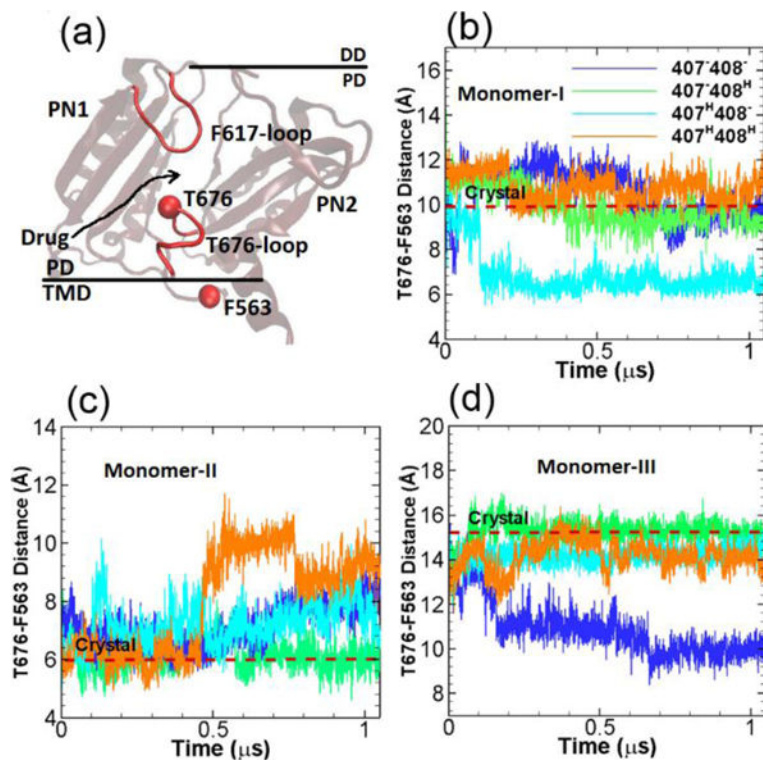 (a)
DD
PD
PN1
F617-loop
T676
PN2
Drug
T676-loop
PD
TMD
F563
(b)
16
14
12
10
8
6
4
T676-F563 Distance (Å)
Monomer-I
407⁻408⁻
407⁻408ᴴ
407ᴴ408⁻
407ᴴ408ᴴ
Crystal
0 0.5 1
Time (μs)
(c)
14
12
10
8
6
4
T676-F563 Distance (Å)
Monomer-II
Crystal
0 0.5 1
Time (μs)
(d)
20
18
16
14
12
10
8
T676-F563 Distance (Å)
Monomer-III
Crystal
0 0.5 1
Time (μs)